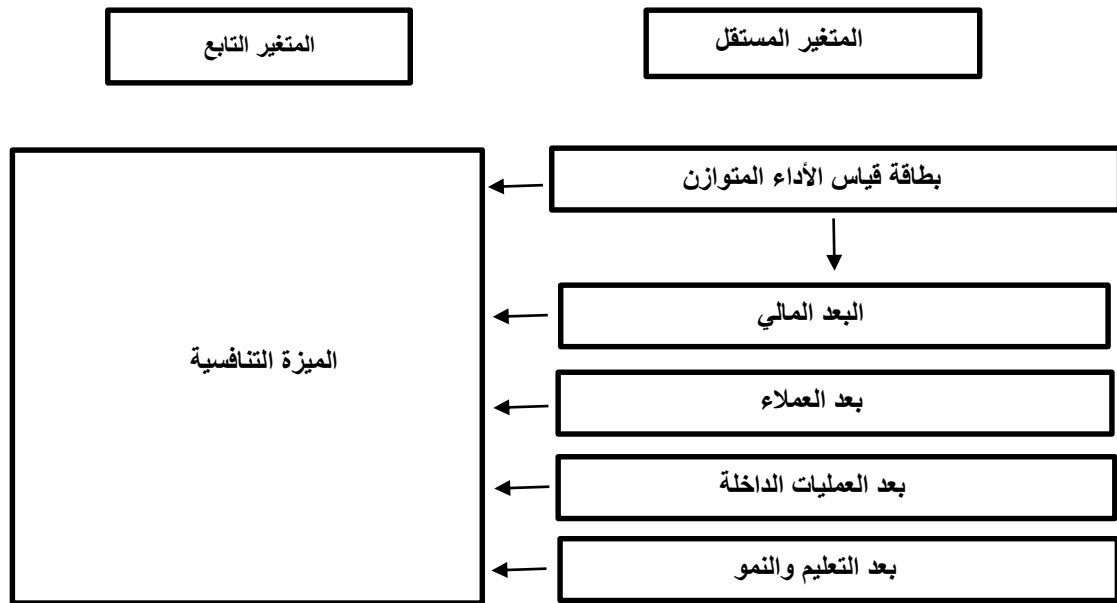 المتغير المستقل
المتغير التابع
بطاقة قياس الأداء المتوازن
البعد المالي
الميزة التنافسية
بعد العملاء
بعد العمليات الداخلة
بعد التعليم والنمو